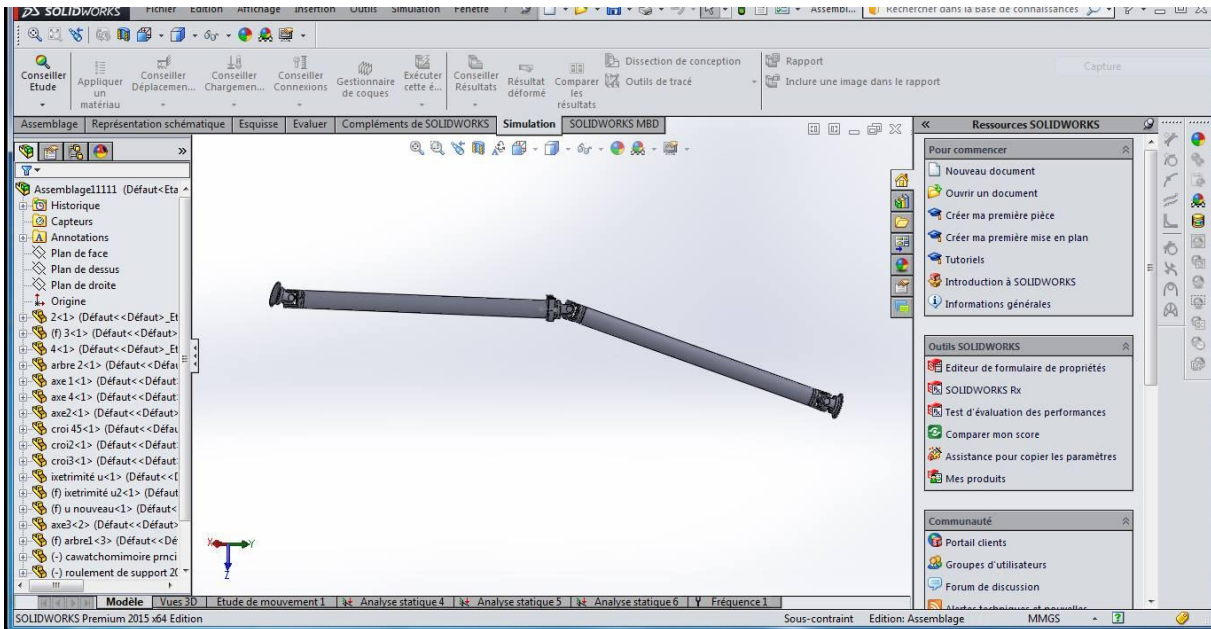 SOLIDWORKS Fichier Edition Affichage Insertion Outils Simulation Fenêtre ? Assembl... Rechercher dans la base de connaissances
Conseiller Etude
Appliquer un matériau
Conseiller Déplacemen...
Conseiller Chargemen...
Conseiller Connexions
Gestionnaire de coques
Exécuter cette é...
Conseiller Résultats
Résultat déformé
Comparer les résultats
Dissection de conception
Outils de tracé
Rapport
Inclure une image dans le rapport
Capture
Assemblage Représentation schématique Esquisse Evaluer Compléments de SOLIDWORKS Simulation SOLIDWORKS MBD
Assemblage11111 (Défaut<Eta
Historique
Capteurs
Annotations
Plan de face
Plan de dessus
Plan de droite
Origine
2<1> (Défaut<<Défaut>_Et
(f) 3<1> (Défaut<<Défaut>
4<1> (Défaut<<Défaut>_Et
arbre 2<1> (Défaut<<Défau
axe 1<1> (Défaut<<Défaut
axe 4<1> (Défaut<<Défaut
axe2<1> (Défaut<<Défaut>
croi 45<1> (Défaut<<Défau
croi2<1> (Défaut<<Défaut
croi3<1> (Défaut<<Défaut
ixetrimité u<1> (Défaut<<D
(f) ixetrimité u2<1> (Défaut
(f) u nouveau<1> (Défaut<
axe3<2> (Défaut<<Défaut>
(f) arbre1<3> (Défaut<<Dé
(-) cawatchomimoire prnci
(-) roulement de support 2(
X Y
Z
Ressources SOLIDWORKS
Pour commencer
Nouveau document
Ouvrir un document
Créer ma première pièce
Créer ma première mise en plan
Tutoriels
Introduction à SOLIDWORKS
Informations générales
Outils SOLIDWORKS
Editeur de formulaire de propriétés
SOLIDWORKS Rx
Test d'évaluation des performances
Comparer mon score
Assistance pour copier les paramètres
Mes produits
Communauté
Portail clients
Groupes d'utilisateurs
Forum de discussion
Alertes techniques et nouvelles
Modèle Vues 3D Etude de mouvement 1 Analyse statique 4 Analyse statique 5 Analyse statique 6 Fréquence 1
SOLIDWORKS Premium 2015 x64 Edition Sous-contraint Edition: Assemblage MMGS